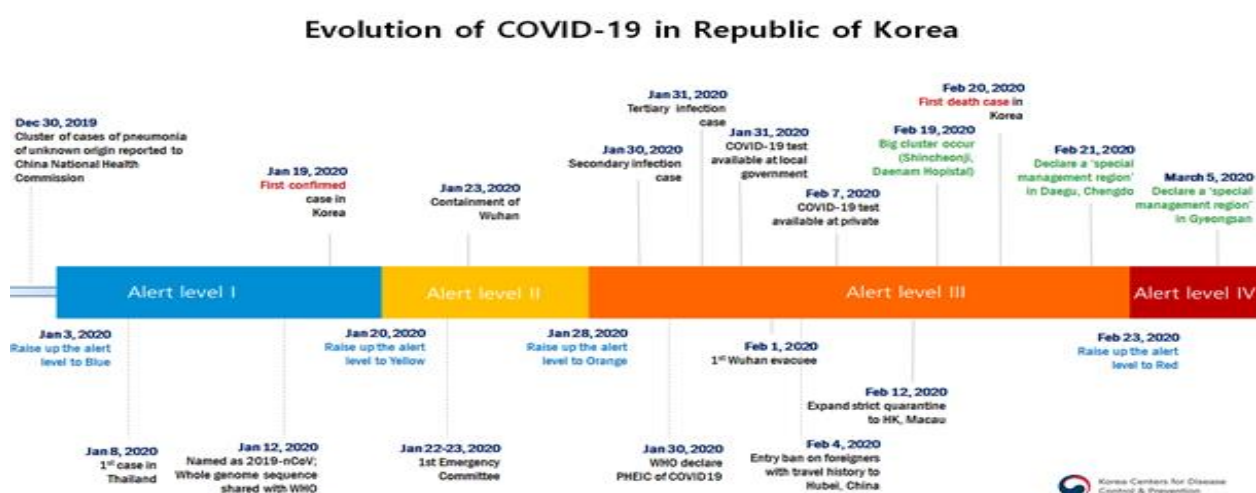 Evolution of COVID-19 in Republic of Korea
Dec 30, 2019
Cluster of cases of pneumonia
of unknown origin reported to
China National Health
Commission
Jan 19, 2020
First confirmed
case in
Korea
Jan 23, 2020
Containment of
Wuhan
Jan 30, 2020
Secondary infection
case
Jan 31, 2020
Tertiary infection
case
Jan 31, 2020
COVID-19 test
available at local
government
Feb 7, 2020
COVID-19 test
available at private
Feb 19, 2020
Big cluster occur
(Shincheonji,
Daenam Hopistal)
Feb 20, 2020
First death case in
Korea
Feb 21, 2020
Declare a 'special
management region'
in Daegu, Chengdo
March 5, 2020
Declare a 'special
management region'
in Gyeongsan
Alert level I
Alert level II
Alert level III
Alert level IV
Jan 3, 2020
Raise up the alert
level to Blue
Jan 8, 2020
1st case in
Thailand
Jan 12, 2020
Named as 2019-nCoV;
Whole genome sequence
shared with WHO
Jan 20, 2020
Raise up the alert
level to Yellow
Jan 22-23, 2020
1st Emergency
Committee
Jan 28, 2020
Raise up the alert
level to Orange
Jan 30, 2020
WHO declare
PHEIC of COVID19
Feb 1, 2020
1st Wuhan evacuee
Feb 4, 2020
Entry ban on foreigners
with travel history to
Hubei, China
Feb 12, 2020
Expand strict quarantine
to HK, Macau
Feb 23, 2020
Raise up the alert
level to Red
Korea Centers for Disease
Control & Prevention